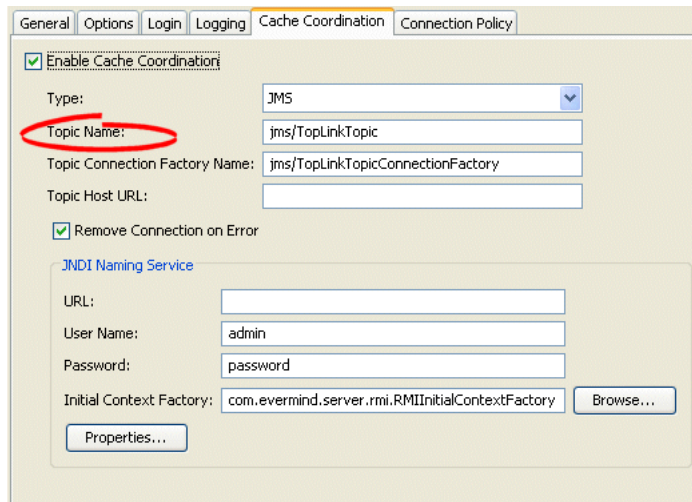 General Options Login Logging Cache Coordination Connection Policy
Enable Cache Coordination
Type: JMS
Topic Name: jms/TopLinkTopic
Topic Connection Factory Name: jms/TopLinkTopicConnectionFactory
Topic Host URL:
Remove Connection on Error
JNDI Naming Service
URL:
User Name: admin
Password: password
Initial Context Factory: com.evermind.server.rmi.RMIInitialContextFactory Browse...
Properties...